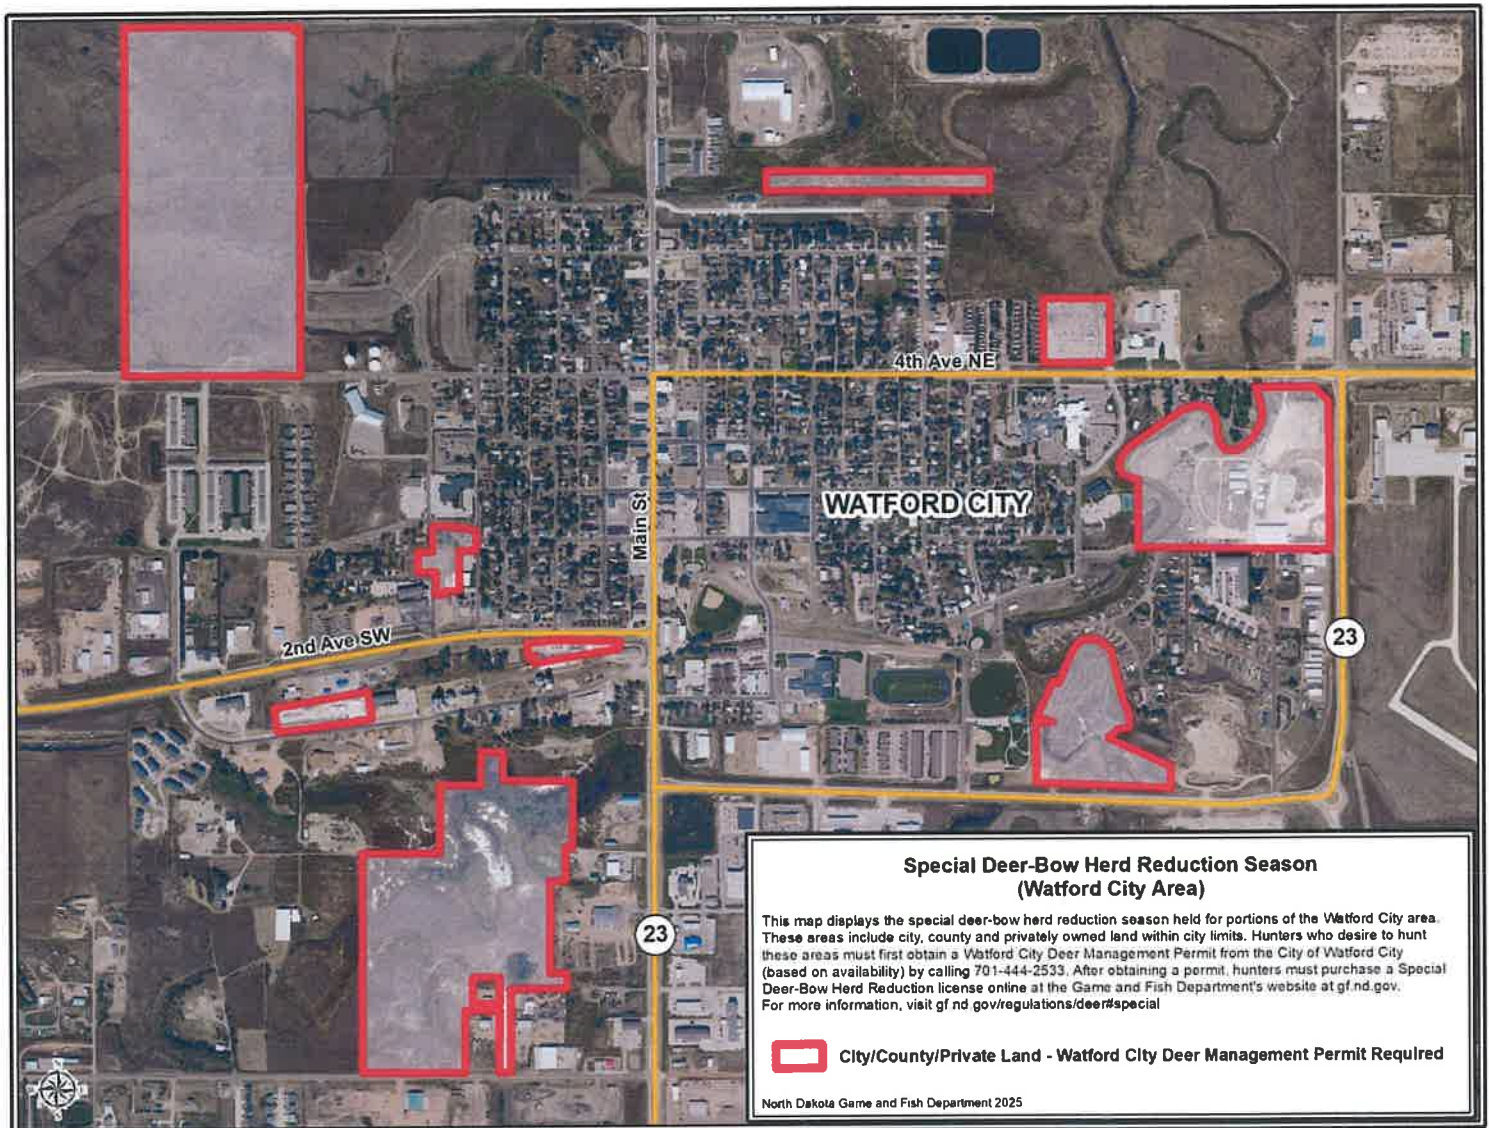 4th Ave NE
WATFORD CITY
Main St
2nd Ave SW
23
23
Special Deer-Bow Herd Reduction Season
(Watford City Area)
This map displays the special deer-bow herd reduction season held for portions of the Watford City area.
These areas include city, county and privately owned land within city limits. Hunters who desire to hunt
these areas must first obtain a Watford City Deer Management Permit from the City of Watford City
(based on availability) by calling 701-444-2533. After obtaining a permit, hunters must purchase a Special
Deer-Bow Herd Reduction license online at the Game and Fish Department's website at gf.nd.gov.
For more information, visit gf nd gov/regulations/deer#special
City/County/Private Land - Watford City Deer Management Permit Required
North Dakota Game and Fish Department 2025